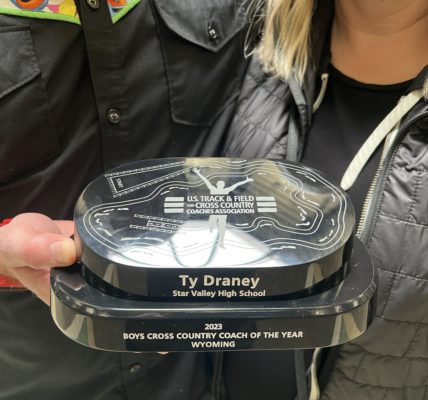 U.S. TRACK & FIELD
AND CROSS COUNTRY
COACHES ASSOCIATION
Ty Draney
Star Valley High School
2023
BOYS CROSS COUNTRY COACH OF THE YEAR
WYOMING